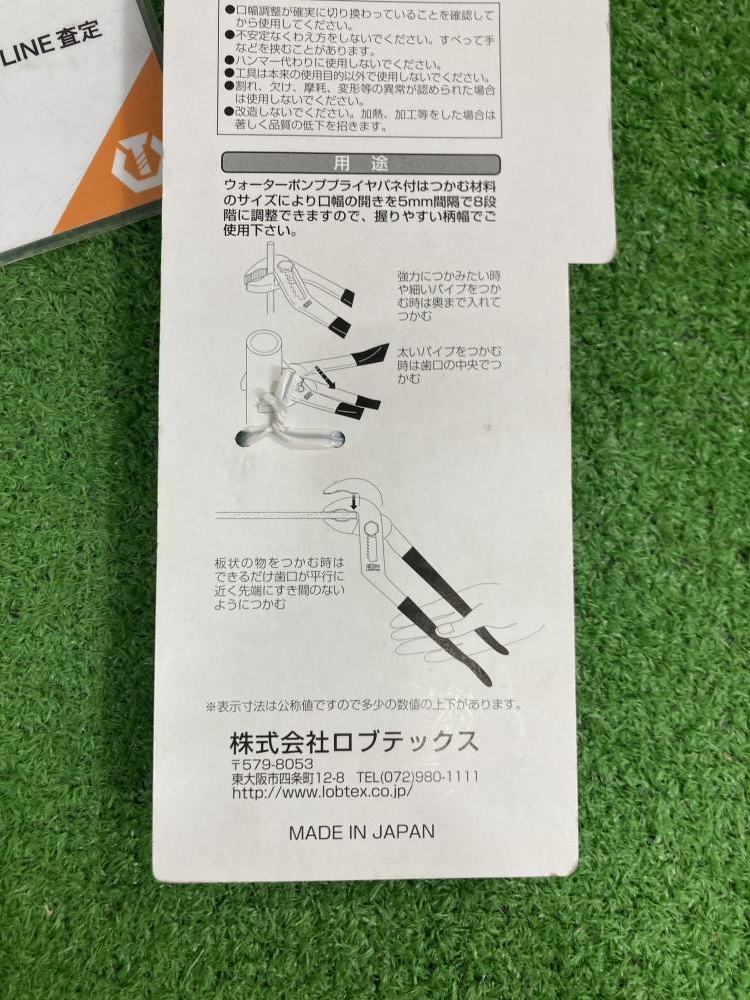 LINE査定
●口幅調整が確実に切り換わっていることを確認して
から使用してください。
●不安定なくわえ方をしないでください。すべって手
などを挟むことがあります。
●ハンマー代わりに使用しないでください。
●工具は本来の使用目的以外で使用しないでください。
●割れ、欠け、摩耗、変形等の異常が認められた場合
は使用しないでください。
●改造しないでください。加熱、加工等をした場合は
著しく品質の低下を招きます。
用 途
ウォーターポンププライヤバネ付はつかむ材料
のサイズにより口幅の開きを5mm間隔で8段
階に調整できますので、握りやすい柄幅でご
使用下さい。
強力につかみたい時
や細いパイプをつか
む時は奥まで入れて
つかむ
太いパイプをつかむ
時は歯口の中央でつ
かむ
板状の物をつかむ時は
できるだけ歯口が平行に
近く先端にすき間のない
ようにつかむ
※表示寸法は公称値ですので多少の数値の上下があります。
株式会社ロブテックス
〒579-8053
東大阪市四条町12-8 TEL(072)980-1111
http://www.lobtex.co.jp/
MADE IN JAPAN